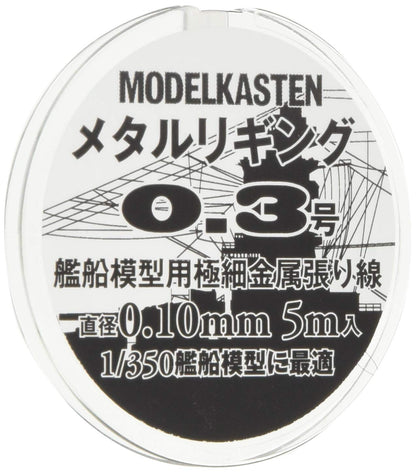 MODELKASTEN
メタルリギング
0.3号
艦船模型用極細金属張り線
直径0.10mm 5m入
1/350艦船模型に最適